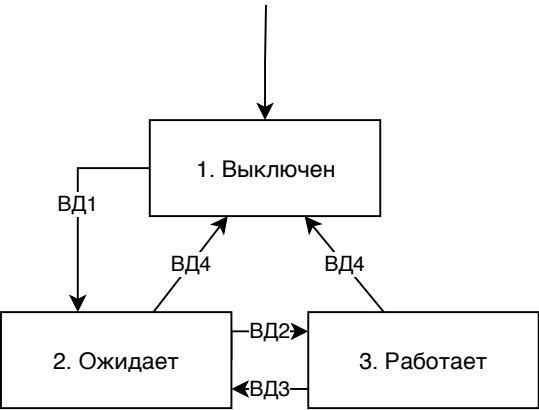 1. Выключен
ВД1
ВД4
ВД4
2. Ожидает
ВД2
ВД3
3. Работает